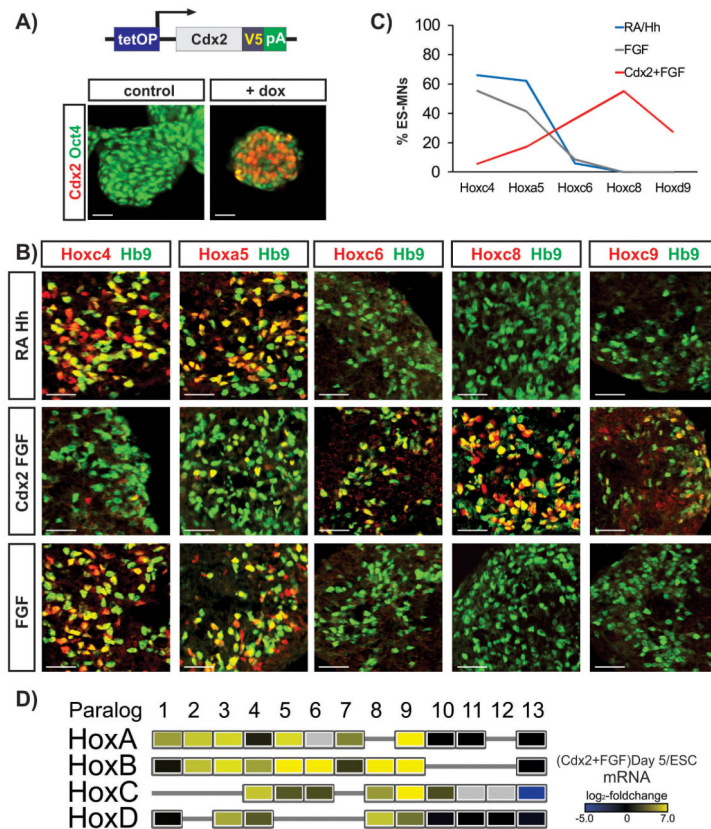 A)
tetOP Cdx2 V5 pA
control + dox
Cdx2 Oct4
C)
RA/Hh
FGF
Cdx2+FGF
% ES-MNs
80
60
40
20
0
Hoxc4 Hoxa5 Hoxc6 Hoxc8 Hoxd9
B)
Hoxc4 Hb9 Hoxa5 Hb9 Hoxc6 Hb9 Hoxc8 Hb9 Hoxc9 Hb9
RA Hh
Cdx2 FGF
FGF
D)
Paralog 1 2 3 4 5 6 7 8 9 10 11 12 13
HoxA
HoxB
HoxC
HoxD
(Cdx2+FGF)Day 5/ESC
mRNA
log₂-foldchange
-5.0 0 7.0